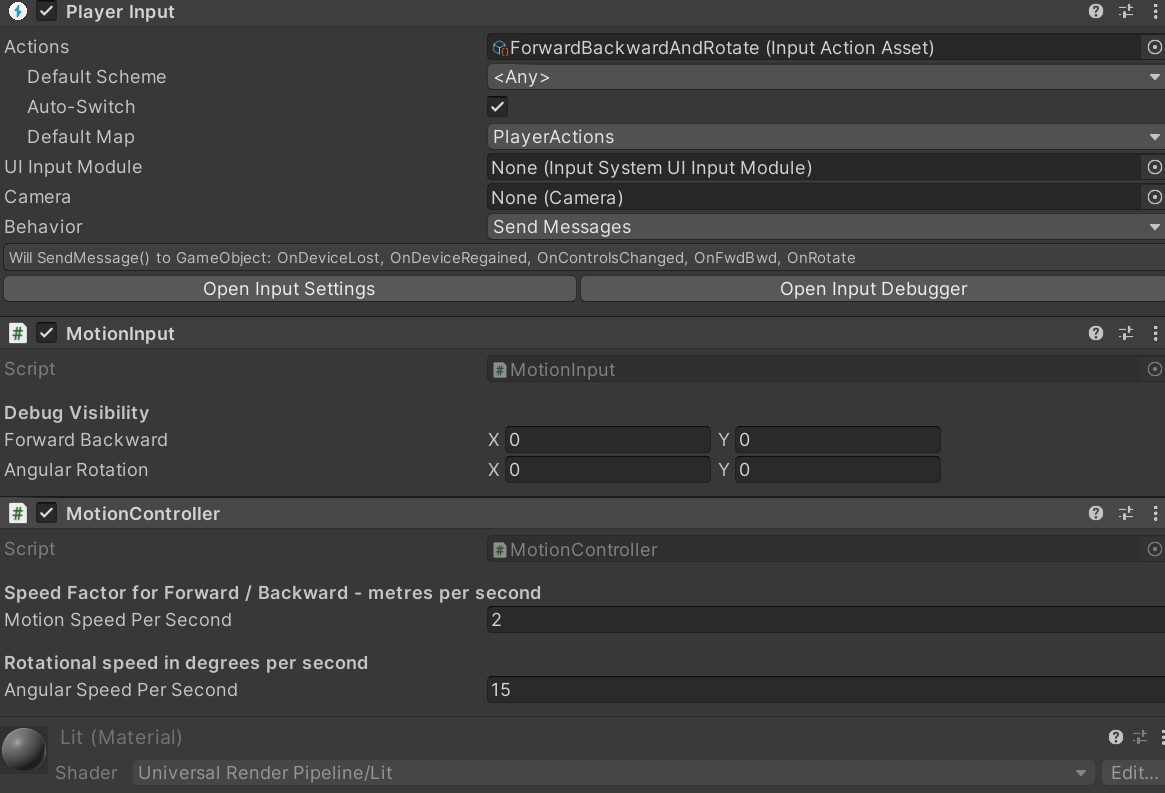 Player Input
Actions ForwardBackwardAndRotate (Input Action Asset)
Default Scheme <Any>
Auto-Switch
Default Map PlayerActions
UI Input Module None (Input System UI Input Module)
Camera None (Camera)
Behavior Send Messages
Will SendMessage() to GameObject: OnDeviceLost, OnDeviceRegained, OnControlsChanged, OnFwdBwd, OnRotate
Open Input Settings Open Input Debugger
# MotionInput
Script # MotionInput
Debug Visibility
Forward Backward X 0 Y 0
Angular Rotation X 0 Y 0
# MotionController
Script # MotionController
Speed Factor for Forward / Backward - metres per second
Motion Speed Per Second 2
Rotational speed in degrees per second
Angular Speed Per Second 15
Lit (Material)
Shader Universal Render Pipeline/Lit Edit...